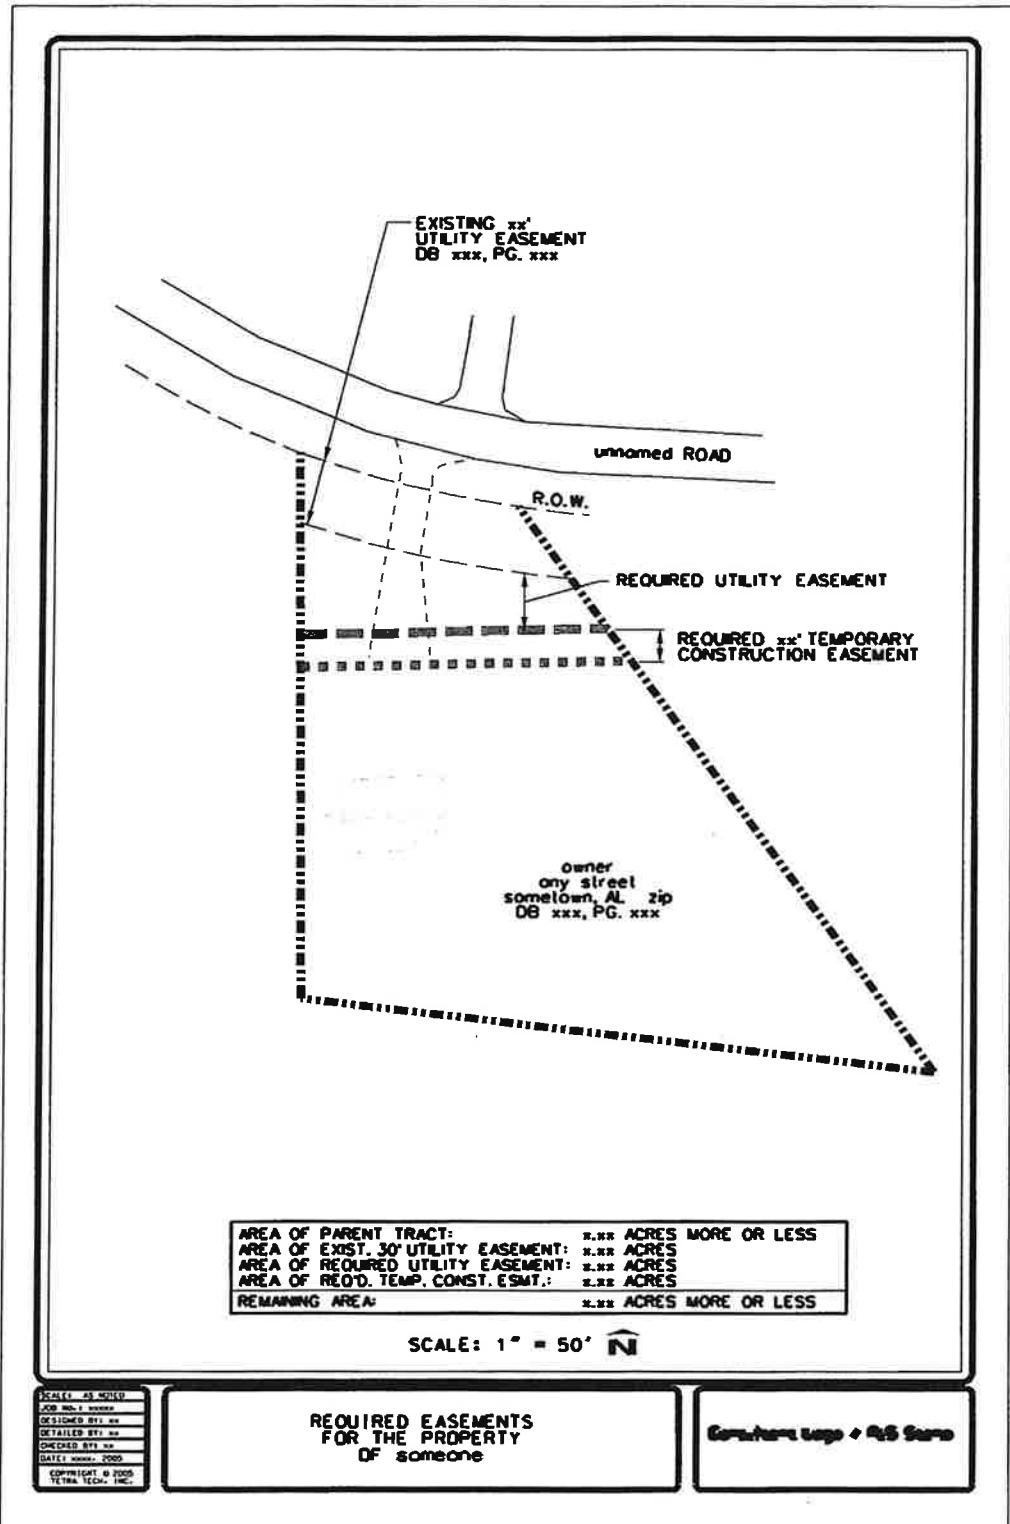 EXISTING xx'
UTILITY EASEMENT
DB xxx, PG. xxx
unnamed ROAD
R.O.W.
REQUIRED UTILITY EASEMENT
REQUIRED xx' TEMPORARY
CONSTRUCTION EASEMENT
owner
any street
sometown, AL zip
DB xxx, PG. xxx
AREA OF PARENT TRACT: x.xx ACRES MORE OR LESS
AREA OF EXIST. 30' UTILITY EASEMENT: x.xx ACRES
AREA OF REQUIRED UTILITY EASEMENT: x.xx ACRES
AREA OF REQ'D. TEMP. CONST. ESMT.: x.xx ACRES
REMAINING AREA: x.xx ACRES MORE OR LESS
SCALE: 1" = 50' N
SCALE: AS NOTED
JOB NO.: xxxxx
DESIGNED BY: xx
DETAILED BY: xx
CHECKED BY: xx
DATE: xxxx, 2005
COPYRIGHT © 2005
TETRA TECH, INC.
REQUIRED EASEMENTS
FOR THE PROPERTY
OF someone